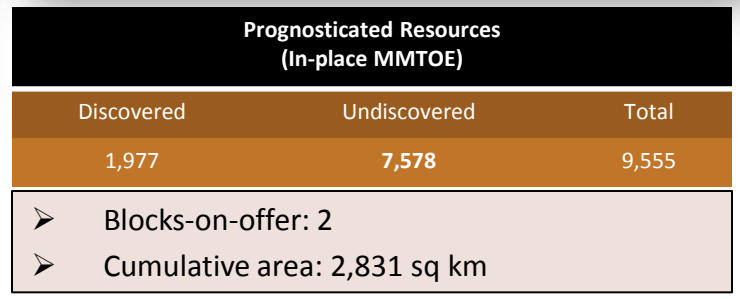 Prognosticated Resources
(In-place MMTOE)
Discovered Undiscovered Total
1,977 7,578 9,555
➢ Blocks-on-offer: 2
➢ Cumulative area: 2,831 sq km